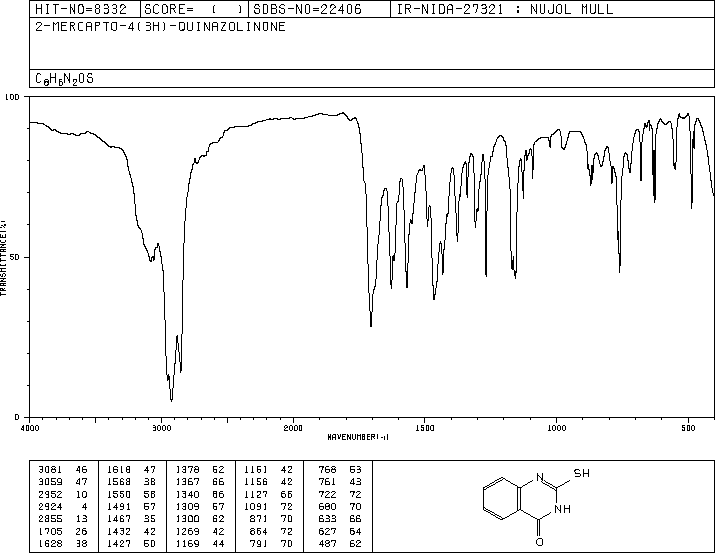 HIT-NO=8332 SCORE= ( ) SDBS-NO=22406 IR-NIDA-27321 : NUJOL MULL
2-MERCAPTO-4(3H)-QUINAZOLINONE
C8H6N2OS
100
50
0
TRANSMITTANCE(%)
4000 3000 2000 1500 1000 500
WAVENUMBER(-1)
3081 46 1618 47 1378 62 1161 42 768 53
3059 47 1568 38 1367 66 1156 42 761 43
2952 10 1550 58 1340 66 1127 66 722 72
2924 4 1491 57 1309 57 1091 72 680 70
2855 13 1467 35 1300 62 871 70 633 66
1705 26 1432 42 1269 42 864 72 627 64
1628 38 1427 50 1169 44 791 70 487 62
N SH
NH
O